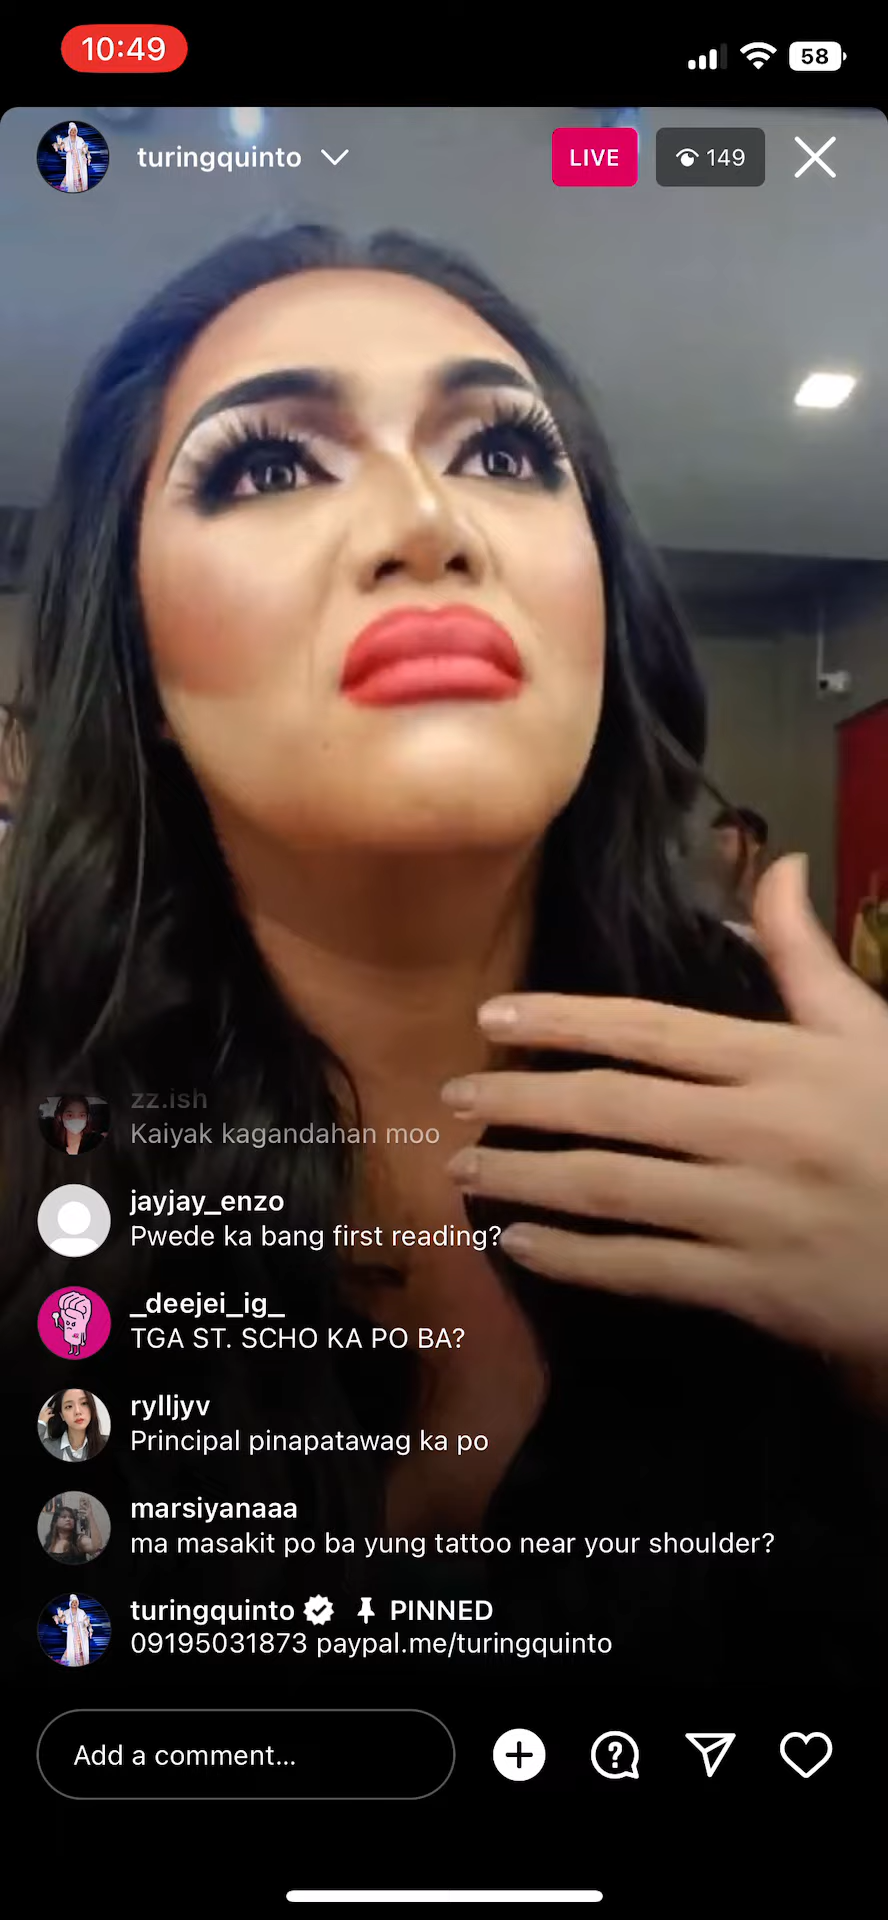 10:49
58
turingquinto
LIVE
149
zz.ish
Kaiyak kagandahan moo
jayjay_enzo
Pwede ka bang first reading?
_deejei_ig_
TGA ST. SCHO KA PO BA?
rylljyv
Principal pinapatawag ka po
marsiyanaaa
ma masakit po ba yung tattoo near your shoulder?
turingquinto PINNED
09195031873 paypal.me/turingquinto
Add a comment...